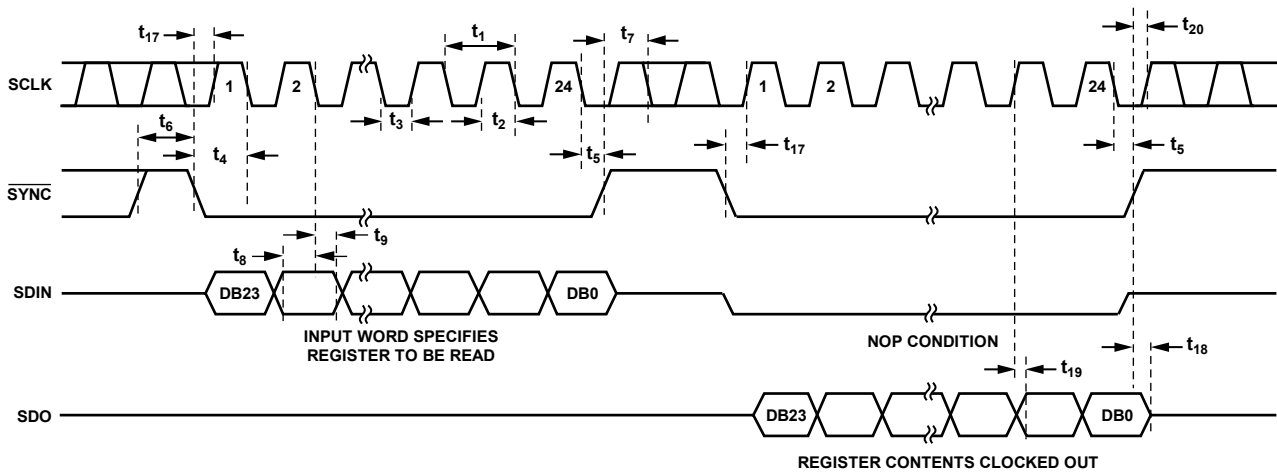 t17 t1 t7 t20
SCLK 1 2 24 1 2 24
t3 t2
t6 t4 t5 t17 t5
SYNC
t9
t8
SDIN DB23 DB0
INPUT WORD SPECIFIES
REGISTER TO BE READ
NOP CONDITION
t18
t19
SDO DB23 DB0
REGISTER CONTENTS CLOCKED OUT